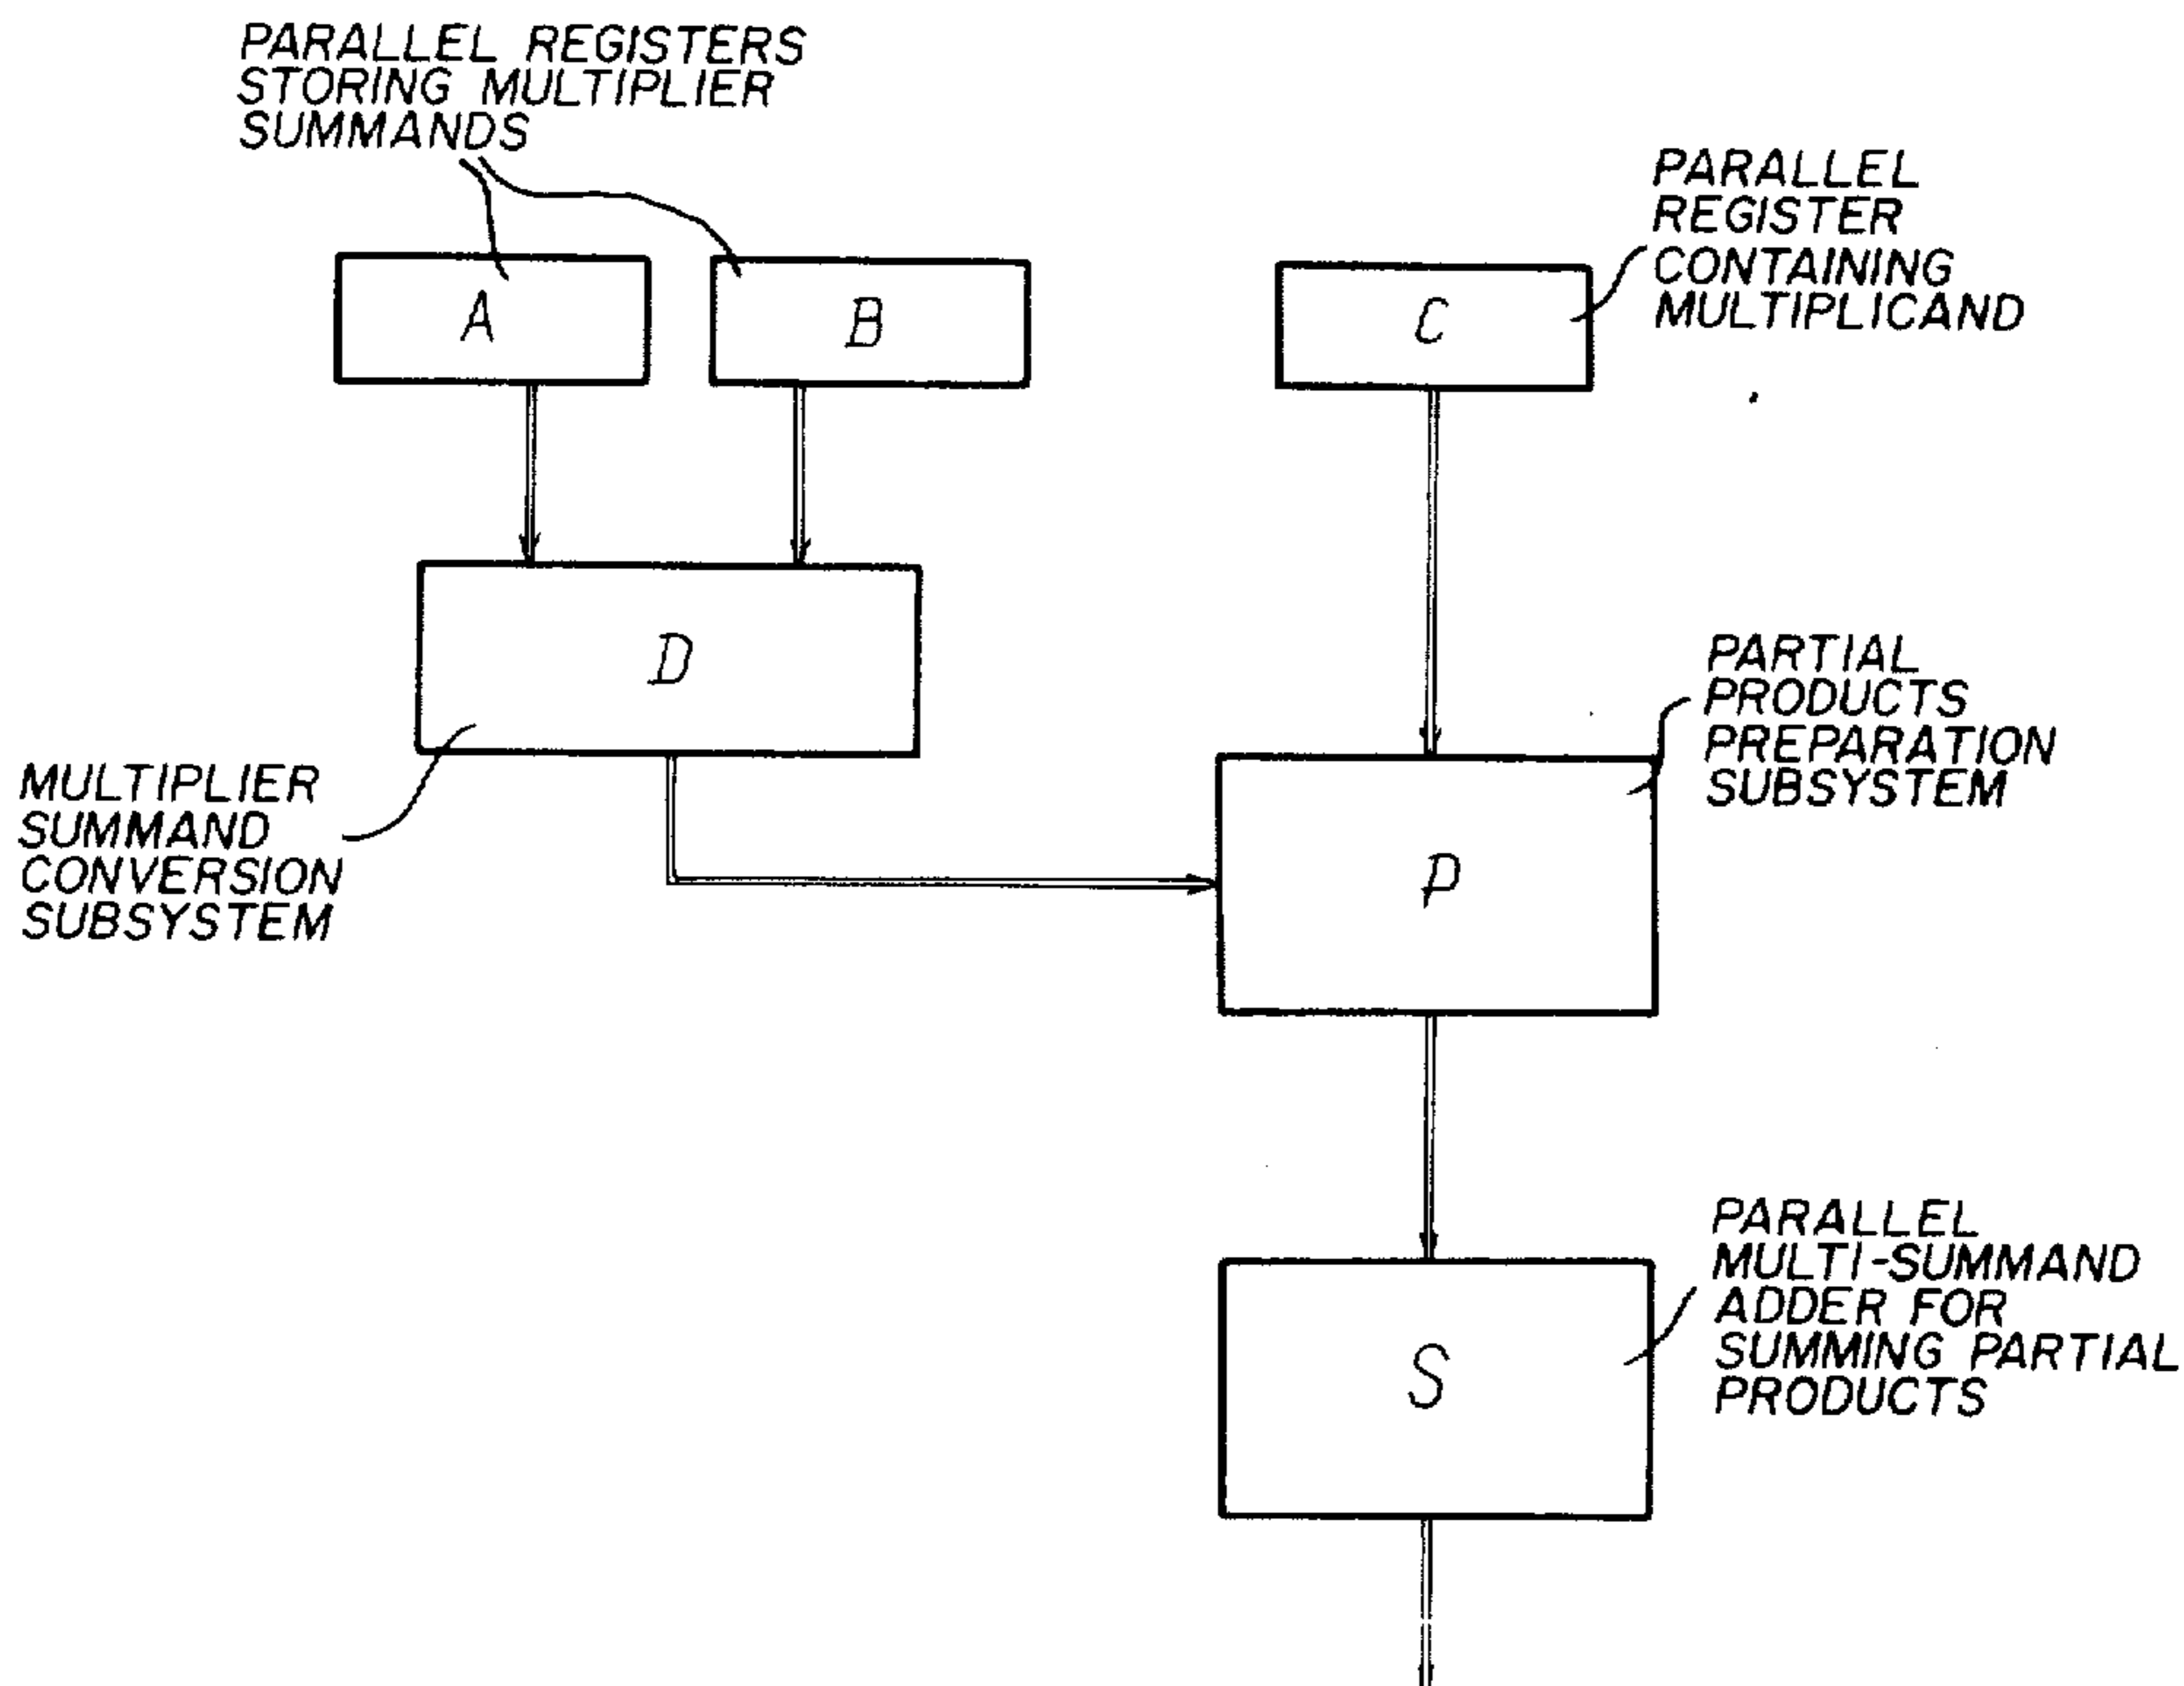 PARALLEL REGISTERS
STORING MULTIPLIER
SUMMANDS
PARALLEL
REGISTER
CONTAINING
MULTIPLICAND
A
B
C
D
PARTIAL
PRODUCTS
PREPARATION
SUBSYSTEM
MULTIPLIER
SUMMAND
CONVERSION
SUBSYSTEM
P
PARALLEL
MULTI-SUMMAND
ADDER FOR
SUMMING PARTIAL
PRODUCTS
S